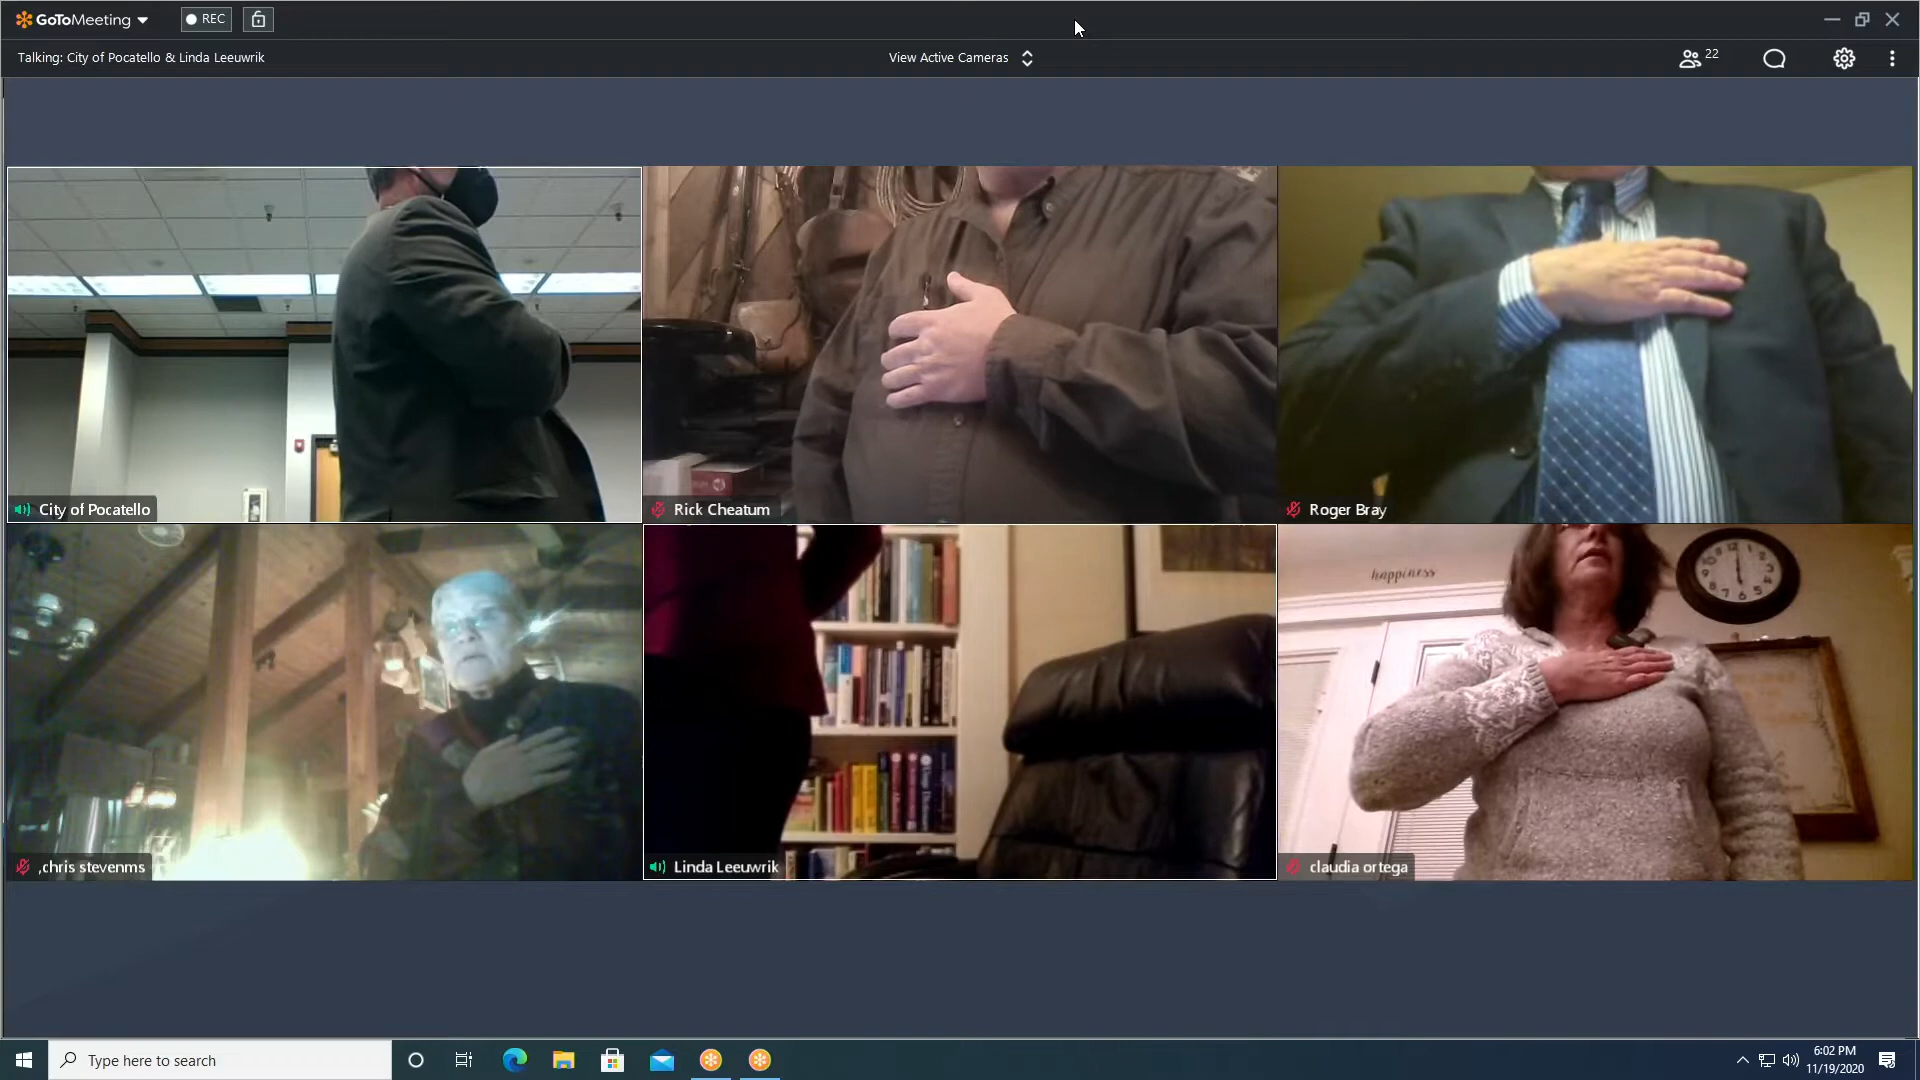 GoToMeeting
REC
Talking: City of Pocatello & Linda Leeuwrik
View Active Cameras
22
City of Pocatello
Rick Cheatum
Roger Bray
happiness
,chris stevenms
Linda Leeuwrik
claudia ortega
Type here to search
6:02 PM
11/19/2020